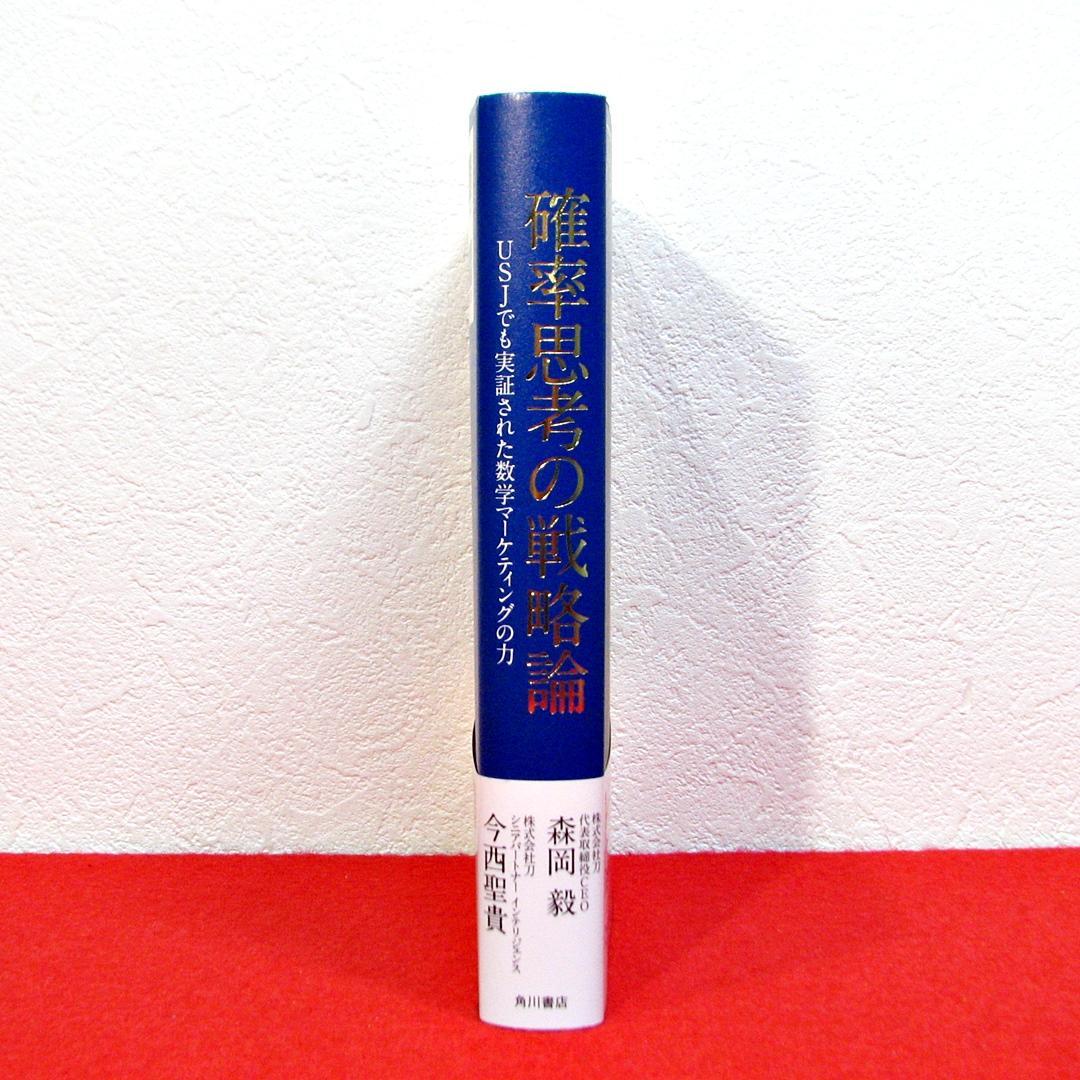 確率思考の戦略論
USJでも実証された数学マーケティングの力
株式会社刀
代表取締役CEO
森岡 毅
株式会社刀
シニアパートナー インテリジェンス
今西聖貴
角川書店